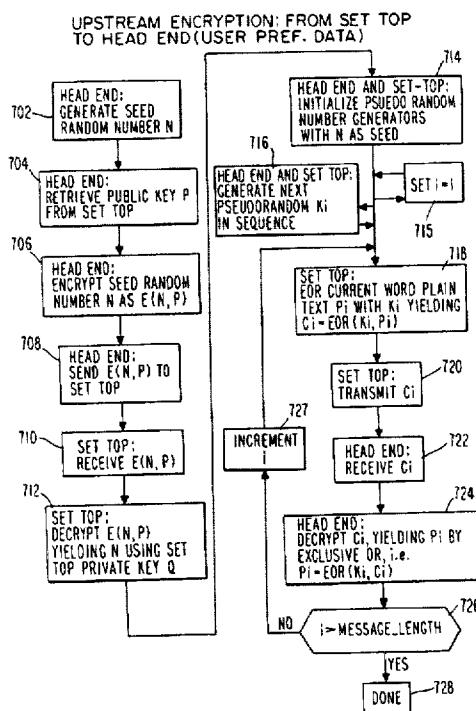 UPSTREAM ENCRYPTION: FROM SET TOP
TO HEAD END(USER PREF. DATA)
702
HEAD END:
GENERATE SEED
RANDOM NUMBER N
704
HEAD END:
RETRIEVE PUBLIC KEY P
FROM SET TOP
706
HEAD END:
ENCRYPT SEED RANDOM
NUMBER N AS E(N,P)
708
HEAD END:
SEND E(N,P) TO
SET TOP
710
SET TOP:
RECEIVE E(N,P)
712
SET TOP:
DECRYPT E(N,P)
YIELDING N USING SET
TOP PRIVATE KEY Q
714
HEAD END AND SET-TOP:
INITIALIZE PSUEDO RANDOM
NUMBER GENERATORS
WITH N AS SEED
716
HEAD END AND SET TOP:
GENERATE NEXT
PSEUDORANDOM Ki
IN SEQUENCE
SET i=i
715
718
SET TOP:
EOR CURRENT WORD PLAIN
TEXT Pi WITH Ki YIELDING
Ci=EOR(Ki,Pi)
720
SET TOP:
TRANSMIT Ci
727
INCREMENT
i
722
HEAD END:
RECEIVE Ci
724
HEAD END:
DECRYPT Ci, YIELDING Pi BY
EXCLUSIVE OR, i.e.
Pi=EOR(Ki,Ci)
726
i>MESSAGE_LENGTH
NO
YES
DONE
728